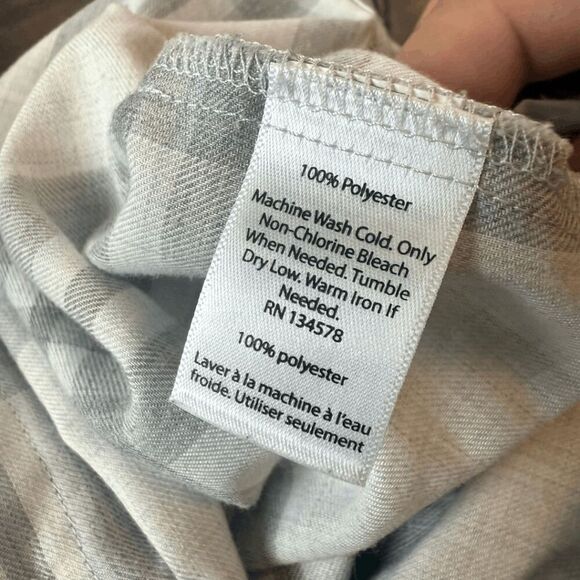 100% Polyester
Machine Wash Cold. Only
Non-Chlorine Bleach
When Needed. Tumble
Dry Low. Warm Iron If
Needed.
RN 134578
100% polyester
Laver à la machine à l'eau
froide. Utiliser seulement